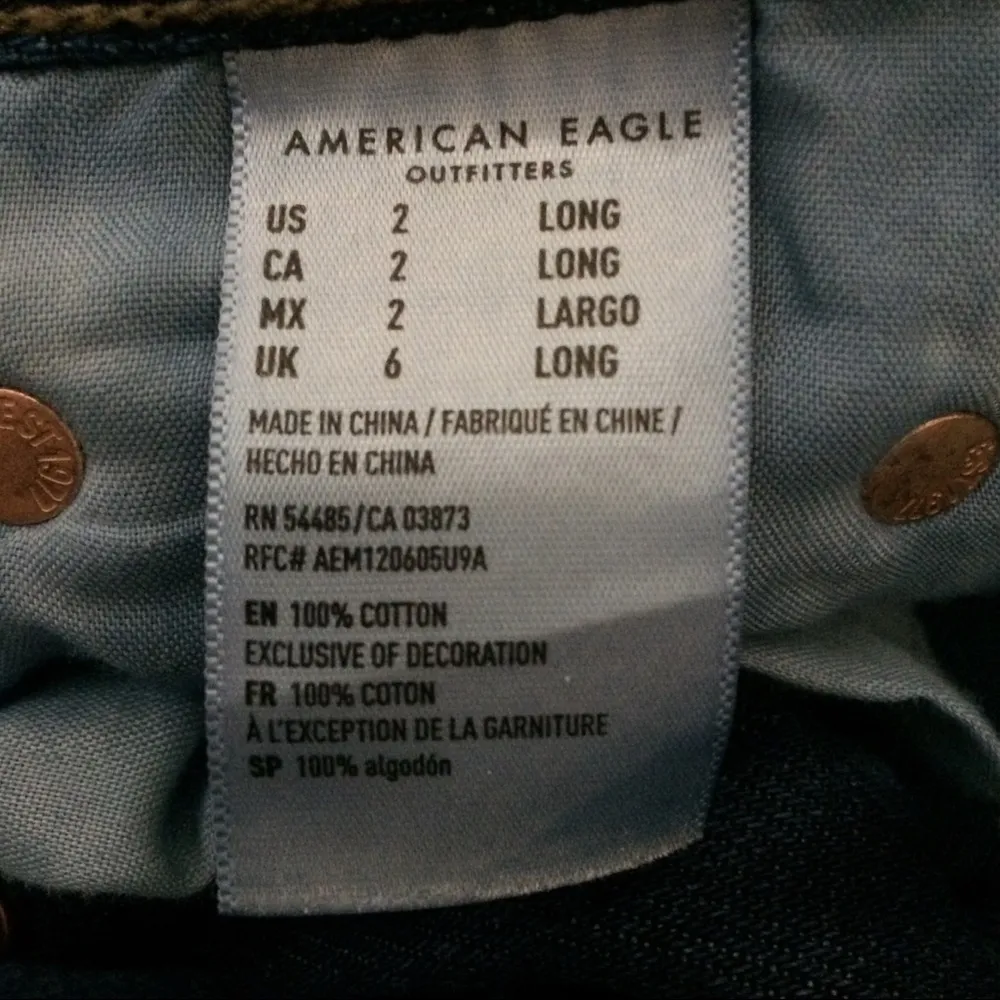 AMERICAN EAGLE
OUTFITTERS
US 2 LONG
CA 2 LONG
MX 2 LARGO
UK 6 LONG
MADE IN CHINA / FABRIQUÉ EN CHINE /
HECHO EN CHINA
RN 54485/CA 03873
RFC# AEM120605U9A
EN 100% COTTON
EXCLUSIVE OF DECORATION
FR 100% COTON
À L'EXCEPTION DE LA GARNITURE
SP 100% algodón
EST 1977